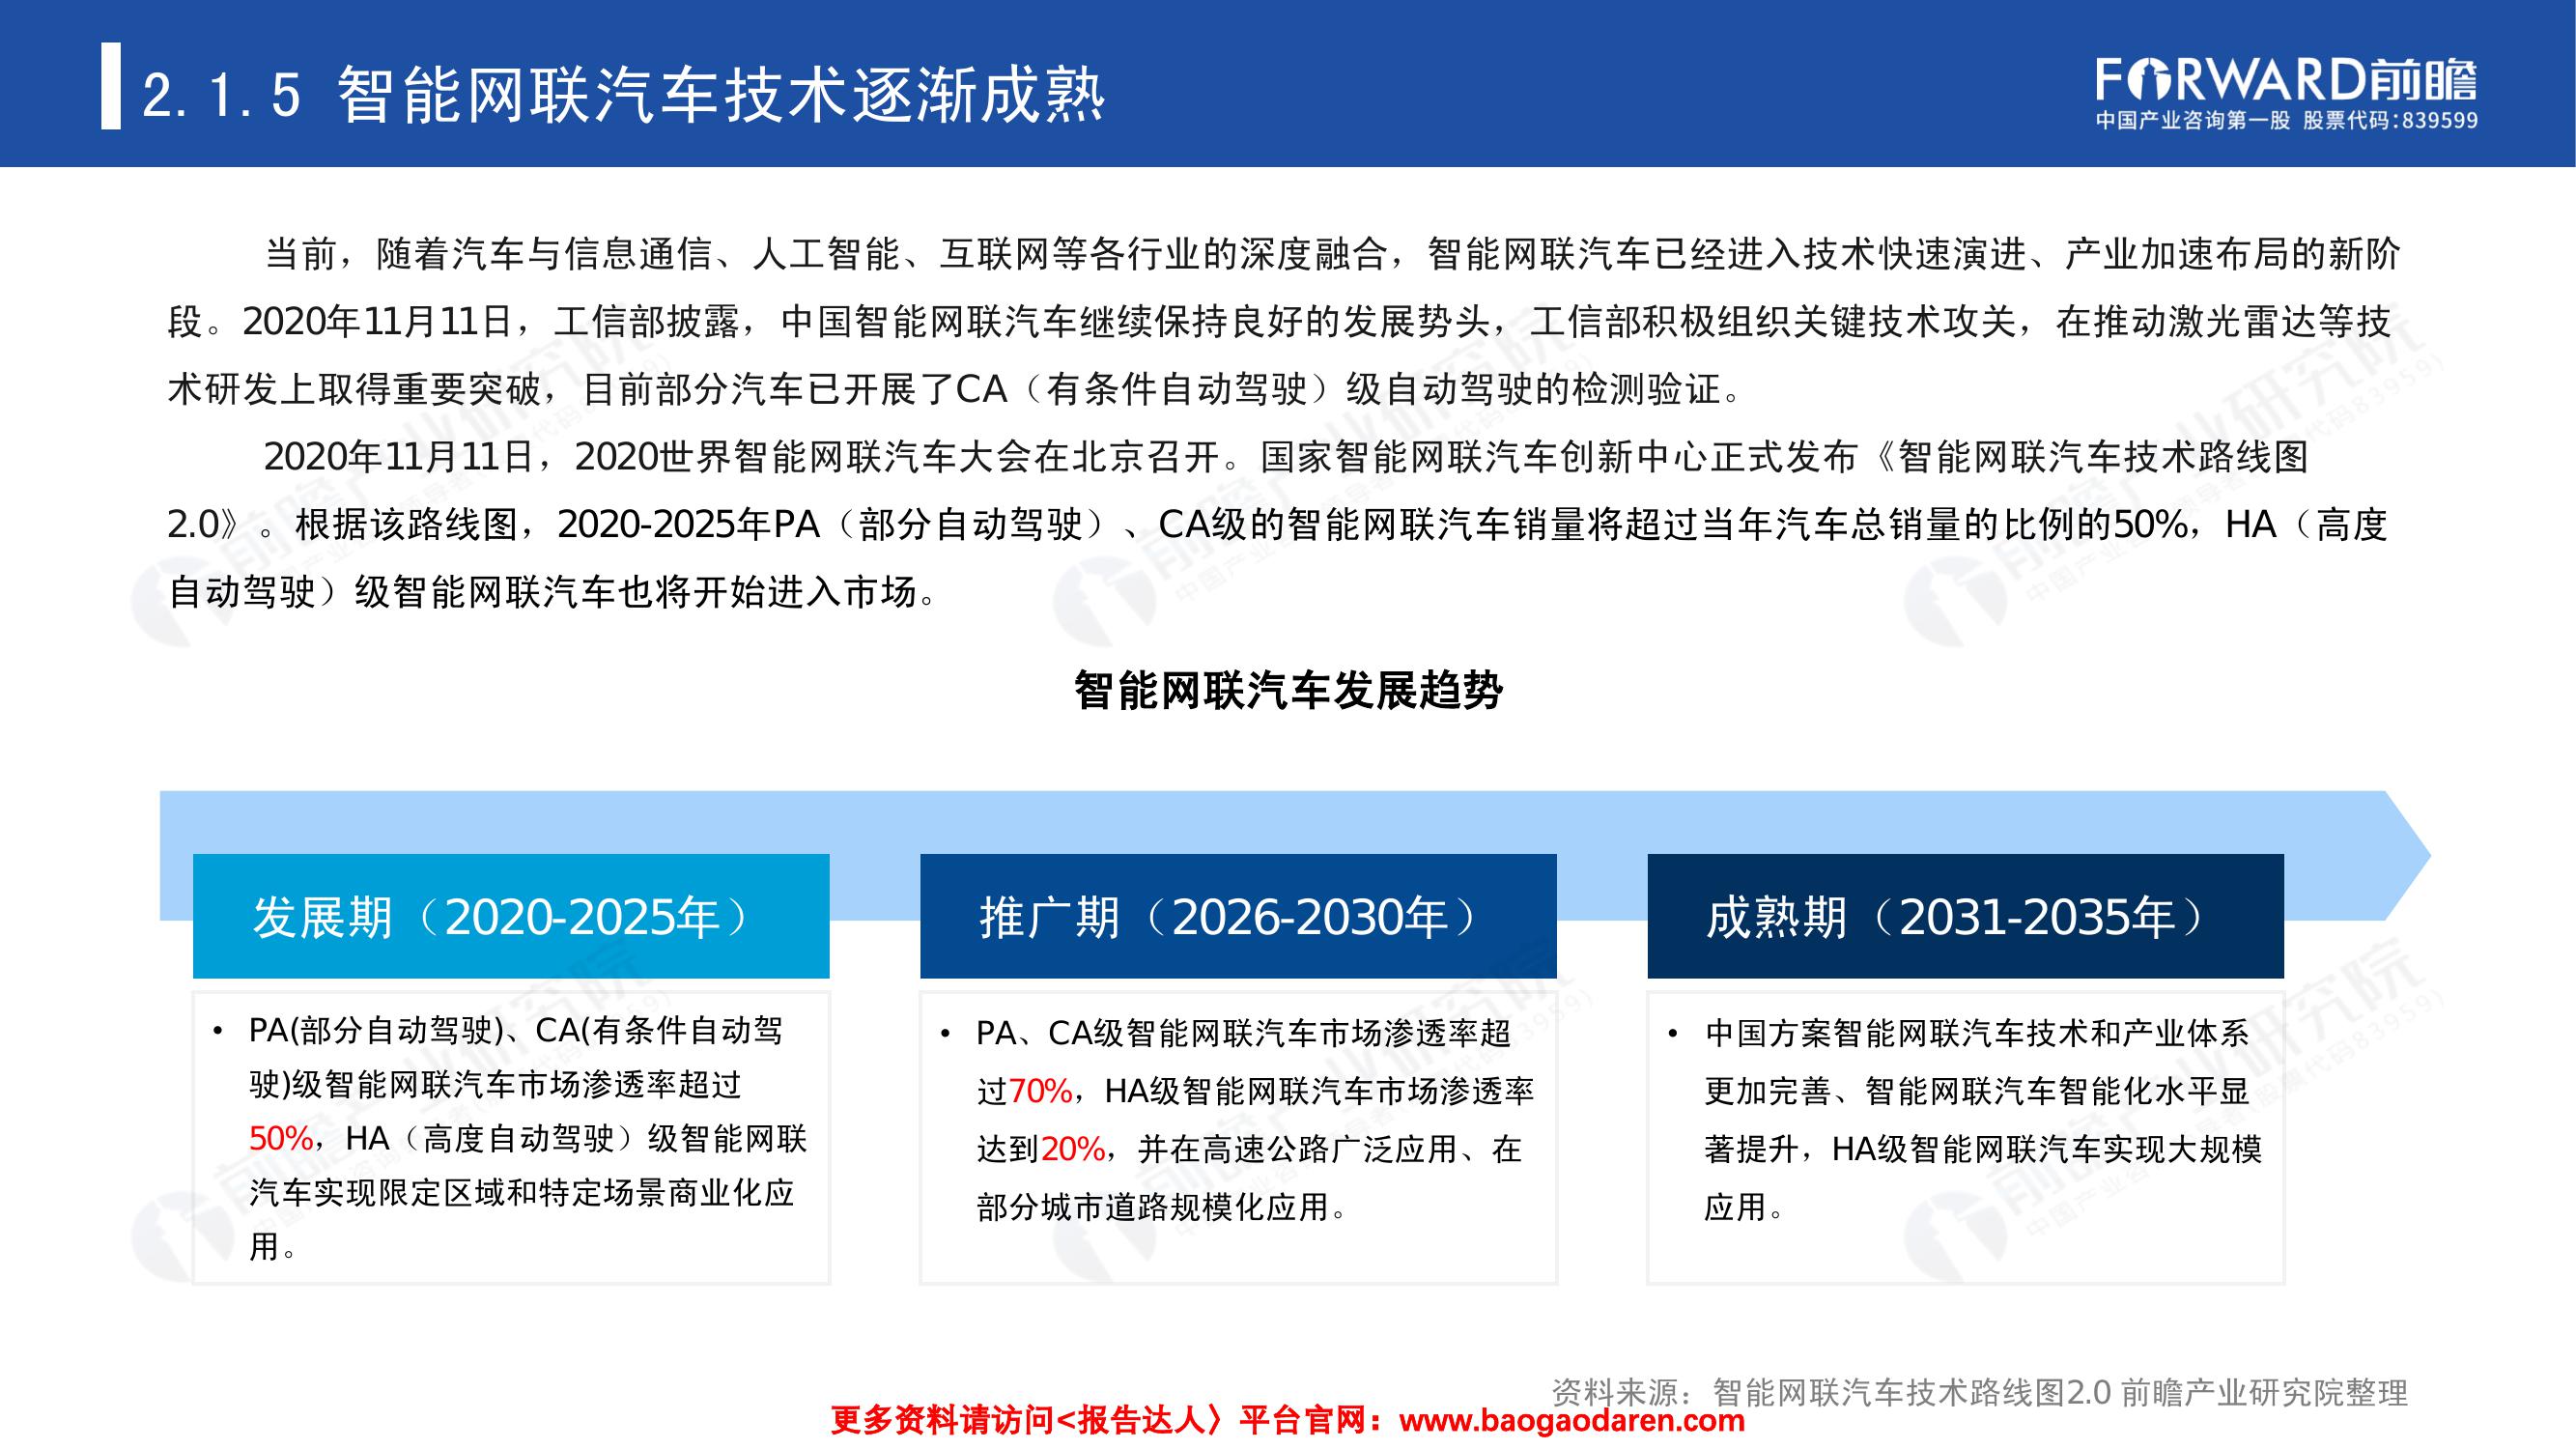 2.1.5 智能网联汽车技术逐渐成熟
FORWARD前瞻
中国产业咨询第一股 股票代码:839599
当前，随着汽车与信息通信、人工智能、互联网等各行业的深度融合，智能网联汽车已经进入技术快速演进、产业加速布局的新阶
段。2020年11月11日，工信部披露，中国智能网联汽车继续保持良好的发展势头，工信部积极组织关键技术攻关，在推动激光雷达等技
术研发上取得重要突破，目前部分汽车已开展了CA（有条件自动驾驶）级自动驾驶的检测验证。
2020年11月11日，2020世界智能网联汽车大会在北京召开。国家智能网联汽车创新中心正式发布《智能网联汽车技术路线图
2.0》。根据该路线图，2020-2025年PA（部分自动驾驶）、CA级的智能网联汽车销量将超过当年汽车总销量的比例的50%，HA（高度
自动驾驶）级智能网联汽车也将开始进入市场。
智能网联汽车发展趋势
发展期（2020-2025年）
• PA(部分自动驾驶)、CA(有条件自动驾
驶)级智能网联汽车市场渗透率超过
50%，HA（高度自动驾驶）级智能网联
汽车实现限定区域和特定场景商业化应
用。
推广期（2026-2030年）
• PA、CA级智能网联汽车市场渗透率超
过70%，HA级智能网联汽车市场渗透率
达到20%，并在高速公路广泛应用、在
部分城市道路规模化应用。
成熟期（2031-2035年）
• 中国方案智能网联汽车技术和产业体系
更加完善、智能网联汽车智能化水平显
著提升，HA级智能网联汽车实现大规模
应用。
资料来源：智能网联汽车技术路线图2.0 前瞻产业研究院整理
更多资料请访问<报告达人〉平台官网：www.baogaodaren.com